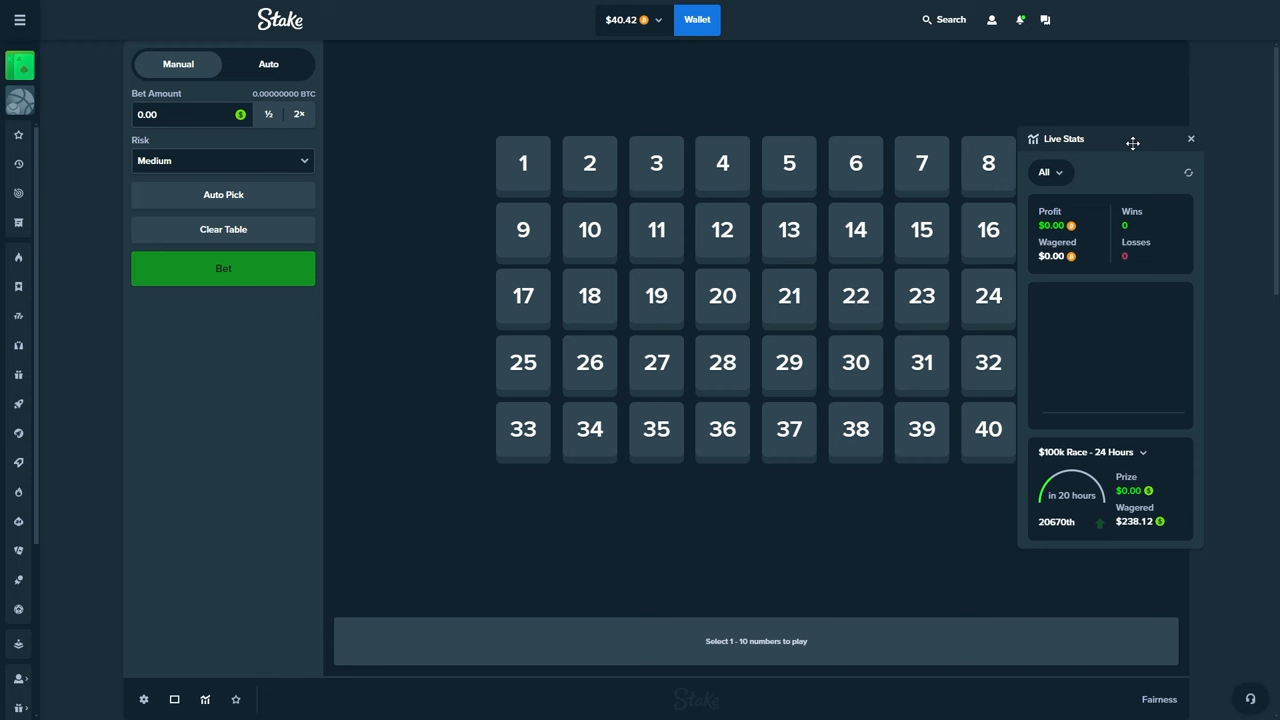 Stake
$40.42
Wallet
Search
Manual
Auto
Bet Amount
0.00000000 BTC
0.00
½
2×
Risk
Medium
Auto Pick
Clear Table
Bet
1 2 3 4 5 6 7 8
9 10 11 12 13 14 15 16
17 18 19 20 21 22 23 24
25 26 27 28 29 30 31 32
33 34 35 36 37 38 39 40
Live Stats
All
Profit
$0.00
Wins
0
Wagered
$0.00
Losses
0
$100k Race - 24 Hours
in 20 hours
20670th
Prize
$0.00
Wagered
$238.12
Select 1 - 10 numbers to play
Stake
Fairness